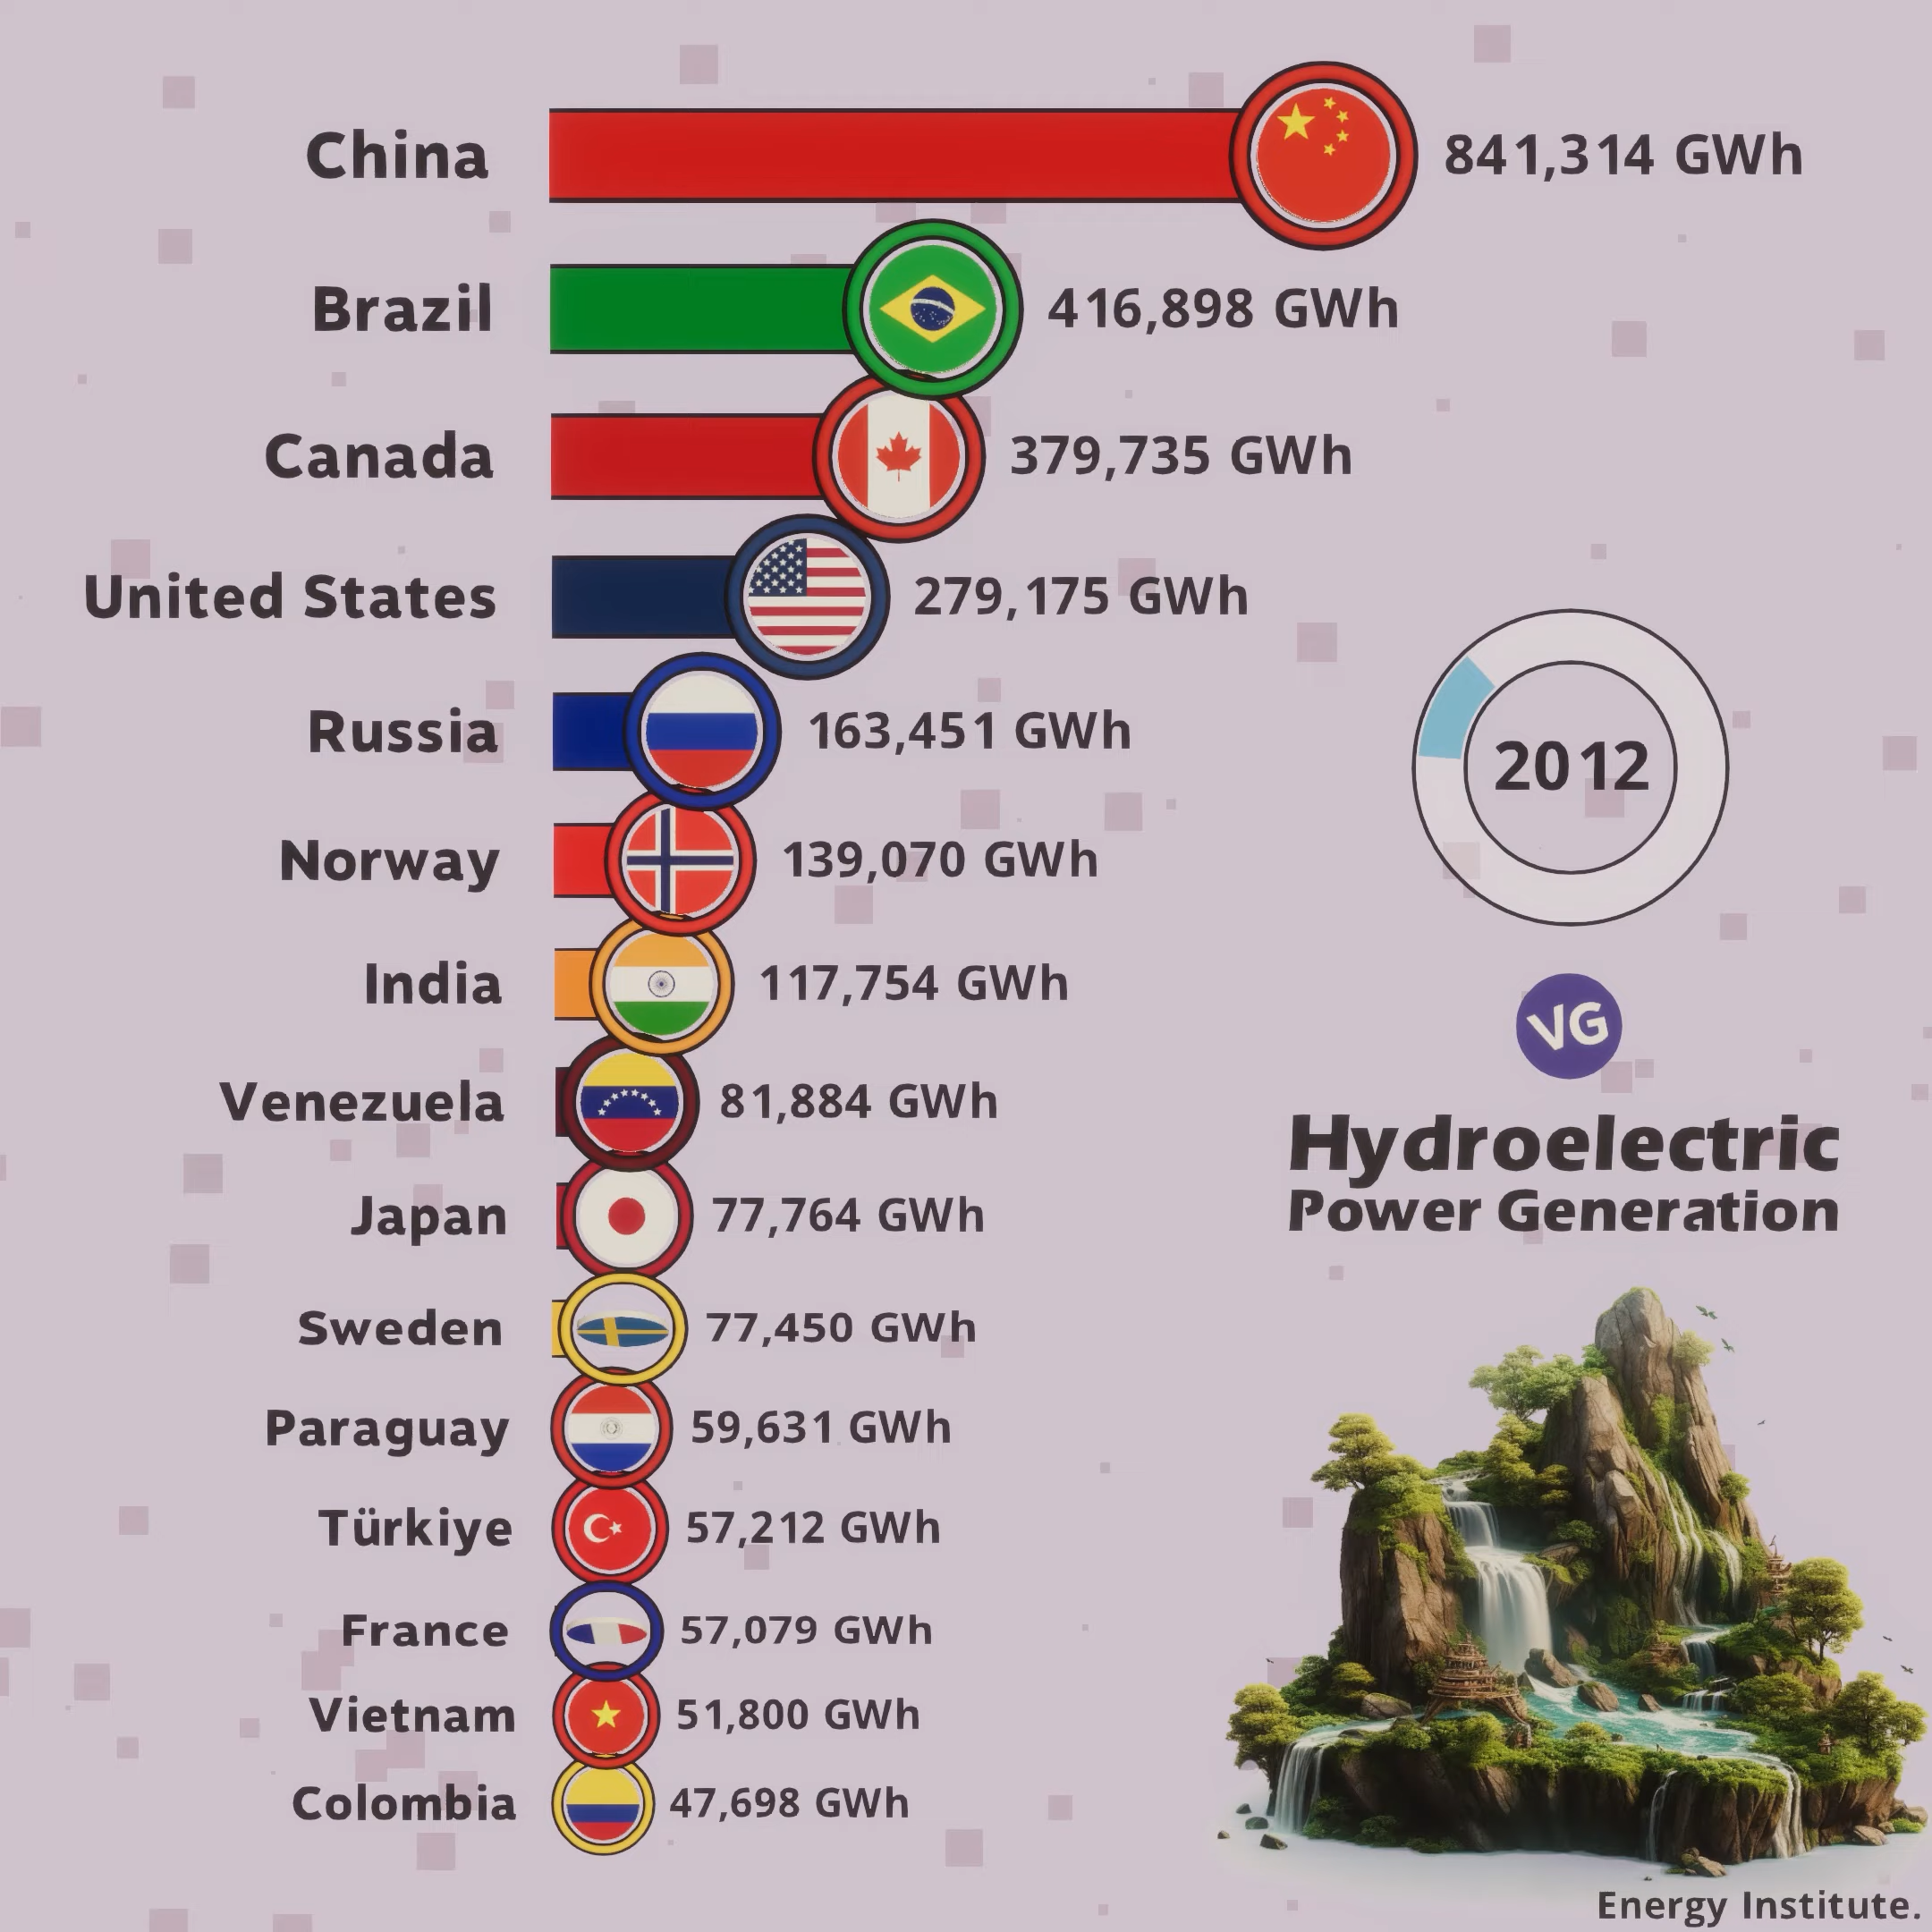 China 841,314 GWh
Brazil 416,898 GWh
Canada 379,735 GWh
United States 279,175 GWh
Russia 163,451 GWh
Norway 139,070 GWh
India 117,754 GWh
Venezuela 81,884 GWh
Japan 77,764 GWh
Sweden 77,450 GWh
Paraguay 59,631 GWh
Türkiye 57,212 GWh
France 57,079 GWh
Vietnam 51,800 GWh
Colombia 47,698 GWh
2012
VG
Hydroelectric
Power Generation
Energy Institute.